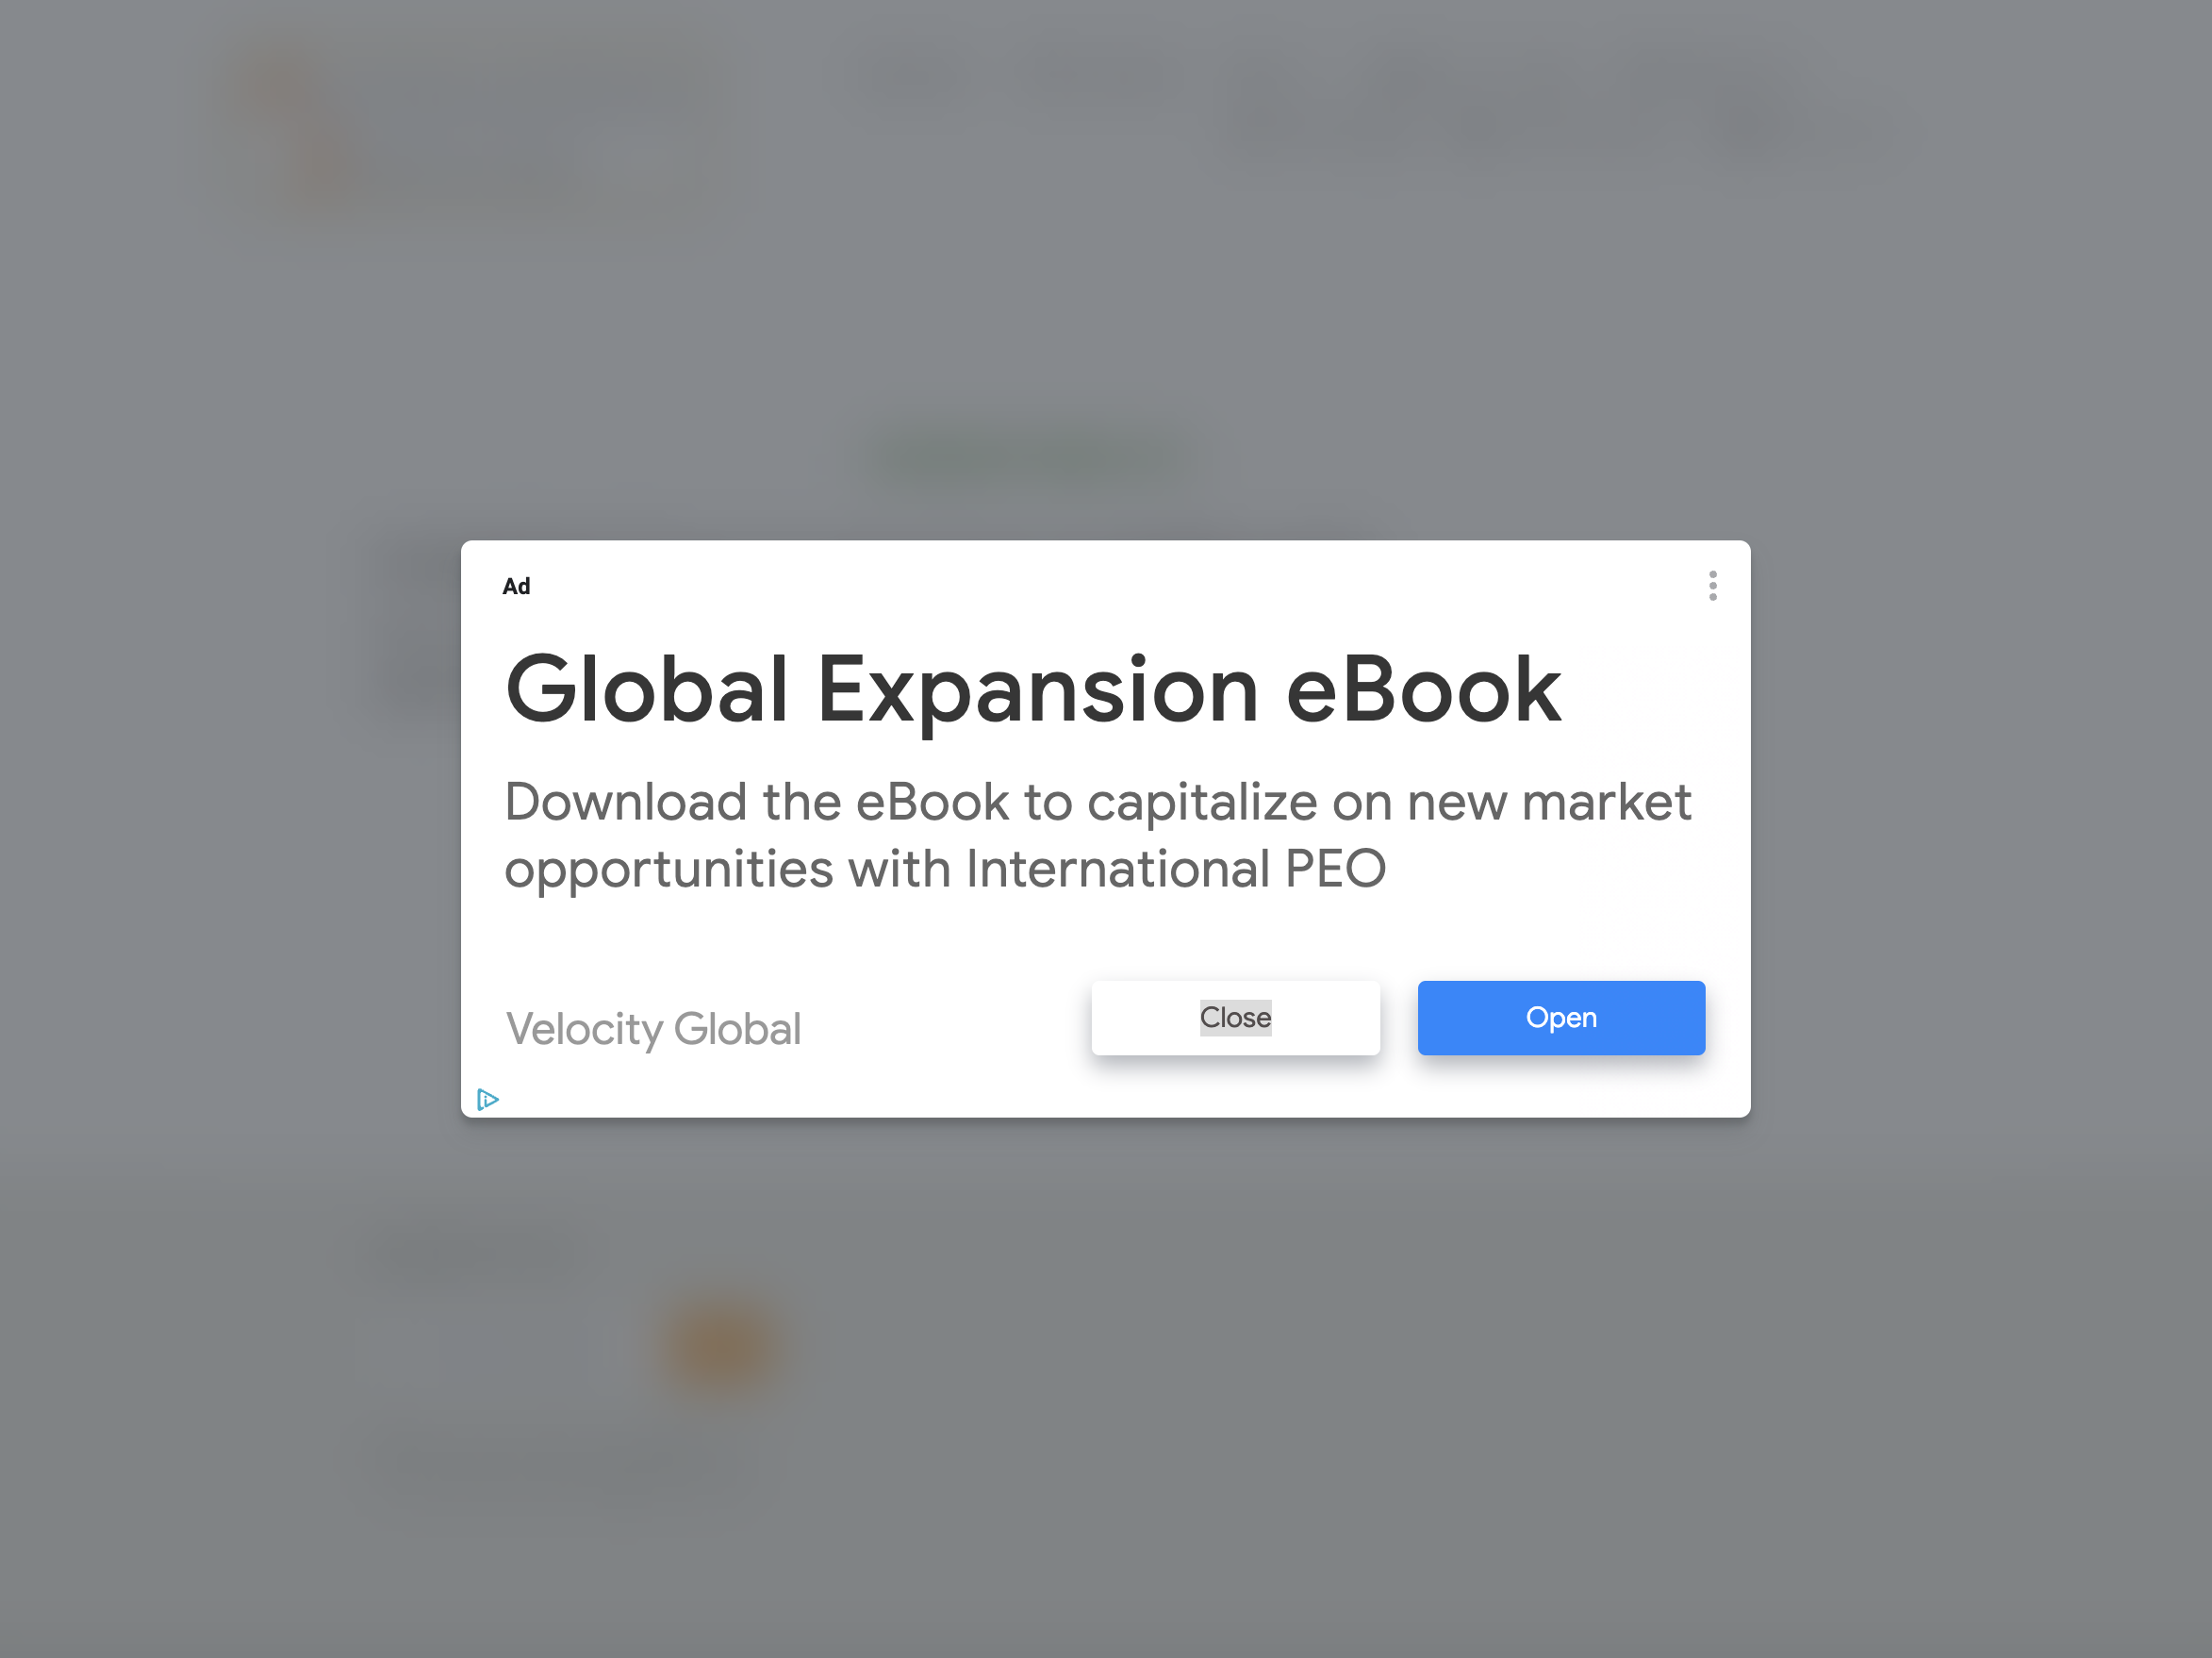 Ad
Global Expansion eBook
Download the eBook to capitalize on new market
opportunities with International PEO
Velocity Global
Close
Open